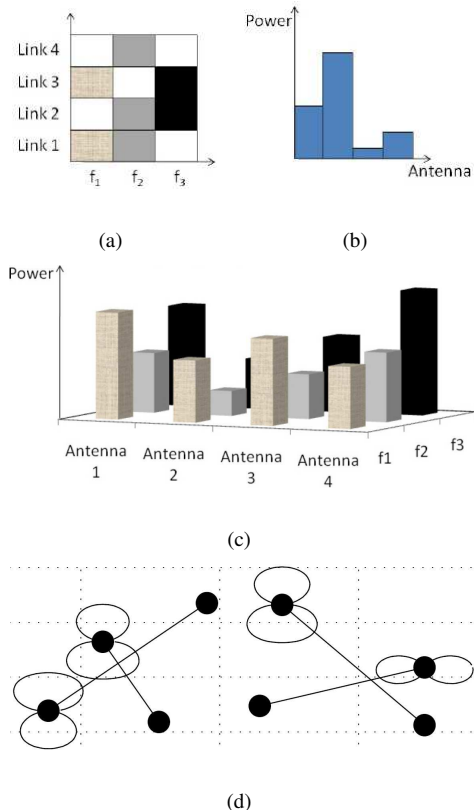 Link 4
Link 3
Link 2
Link 1
f₁ f₂ f₃
(a)
Power
Antenna
(b)
Power
Antenna 1
Antenna 2
Antenna 3
Antenna 4
f1
f2
f3
(c)
(d)